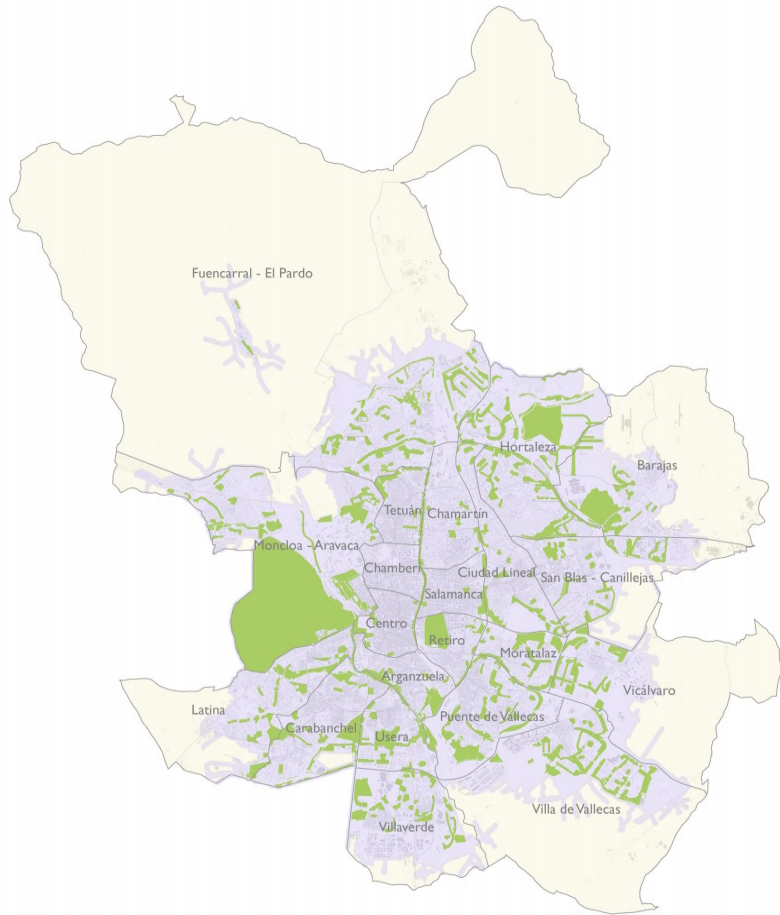 Fuencarral - El Pardo
Hortaleza
Barajas
Tetuán
Chamartín
Moncloa - Aravaca
Chamberí
Ciudad Lineal
San Blas - Canillejas
Salamanca
Centro
Retiro
Moratalaz
Arganzuela
Vicálvaro
Latina
Carabanchel
Puente de Vallecas
Usera
Villa de Vallecas
Villaverde